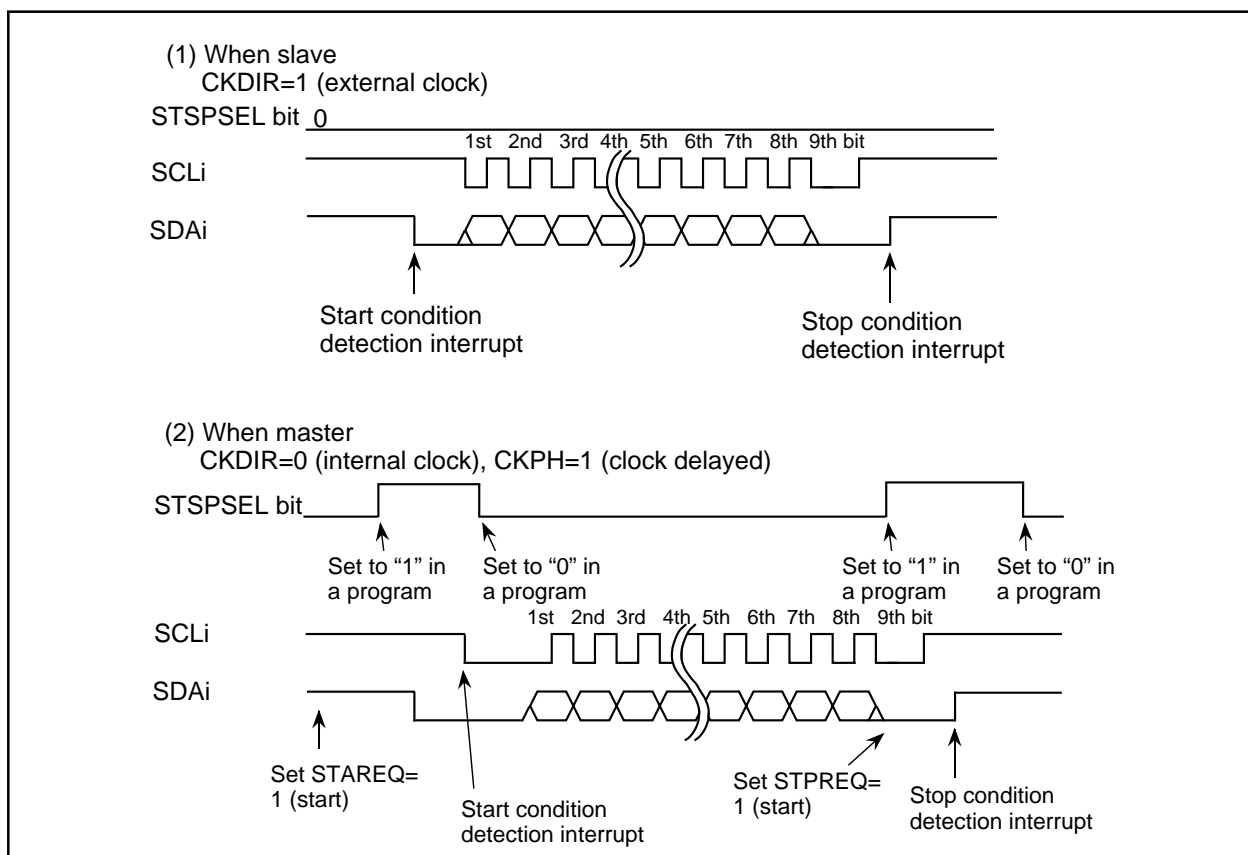 (1) When slave
CKDIR=1 (external clock)
STSPSEL bit 0
1st 2nd 3rd 4th 5th 6th 7th 8th 9th bit
SCLi
SDAi
Start condition
detection interrupt
Stop condition
detection interrupt
(2) When master
CKDIR=0 (internal clock), CKPH=1 (clock delayed)
STSPSEL bit
Set to “1” in
a program
Set to “0” in
a program
Set to “1” in
a program
Set to “0” in
a program
1st 2nd 3rd 4th 5th 6th 7th 8th 9th bit
SCLi
SDAi
Set STAREQ=
1 (start)
Start condition
detection interrupt
Set STPREQ=
1 (start)
Stop condition
detection interrupt